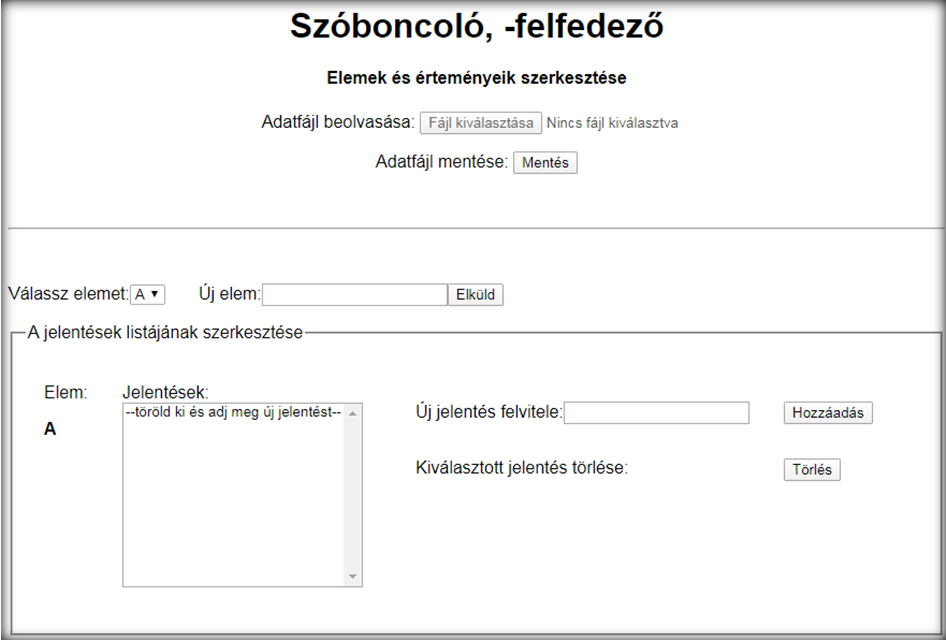 Szóboncoló, -felfedező
Elemek és érteményeik szerkesztése
Adatfájl beolvasása: Fájl kiválasztása Nincs fájl kiválasztva
Adatfájl mentése: Mentés
Válassz elemet: A Új elem: Elküld
A jelentések listájának szerkesztése
Elem: Jelentések:
--töröld ki és adj meg új jelentést--
A
Új jelentés felvitele: Hozzáadás
Kiválasztott jelentés törlése: Törlés